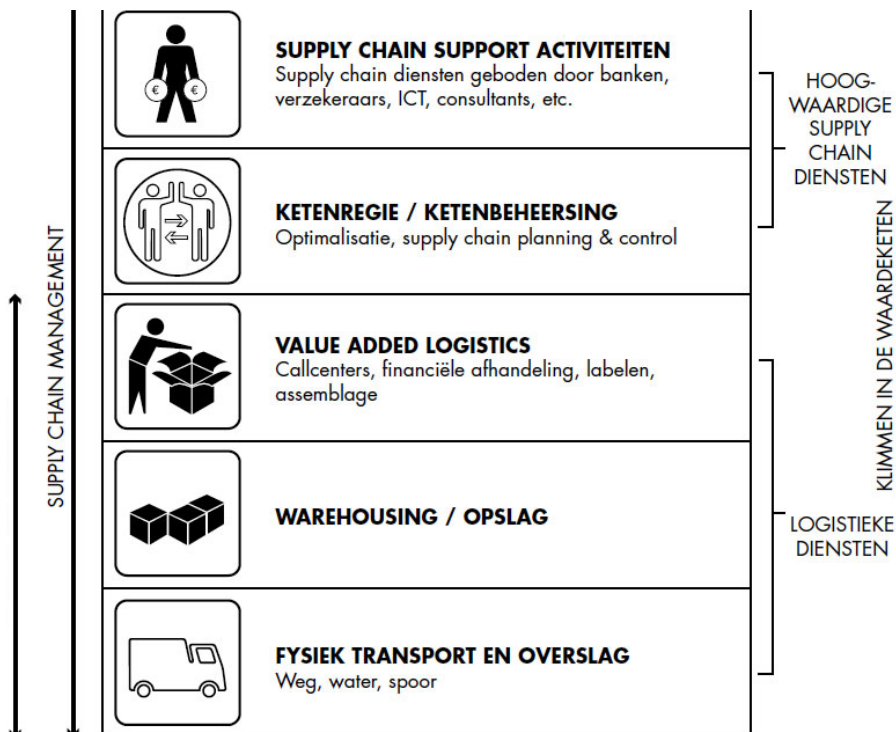 SUPPLY CHAIN SUPPORT ACTIVITEITEN
Supply chain diensten geboden door banken,
verzekeraars, ICT, consultants, etc.
€ €
KETENREGIE / KETENBEHEERSING
Optimalisatie, supply chain planning & control
VALUE ADDED LOGISTICS
Callcenters, financiële afhandeling, labelen,
assemblage
WAREHOUSING / OPSLAG
FYSIEK TRANSPORT EN OVERSLAG
Weg, water, spoor
SUPPLY CHAIN MANAGEMENT
HOOG-
WAARDIGE
SUPPLY
CHAIN
DIENSTEN
LOGISTIEKE
DIENSTEN
KLIMMEN IN DE WAARDEKETEN